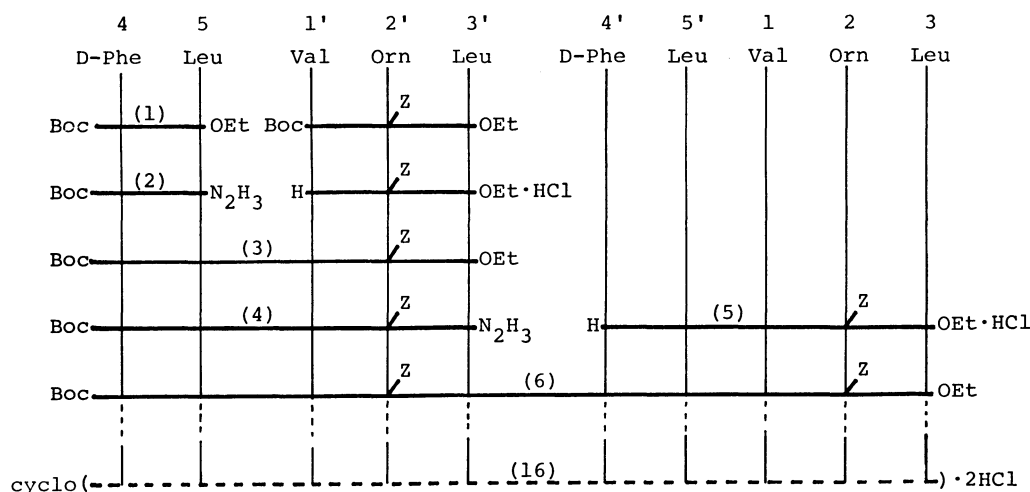 4 5 1' 2' 3' 4' 5' 1 2 3
D-Phe Leu Val Orn Leu D-Phe Leu Val Orn Leu
Boc (1) OEt Boc Z OEt
Boc (2) N2H3 H Z OEt·HCl
Boc (3) Z OEt
Boc (4) Z N2H3 H (5) Z OEt·HCl
Boc Z (6) Z OEt
cyclo( (16) )·2HCl